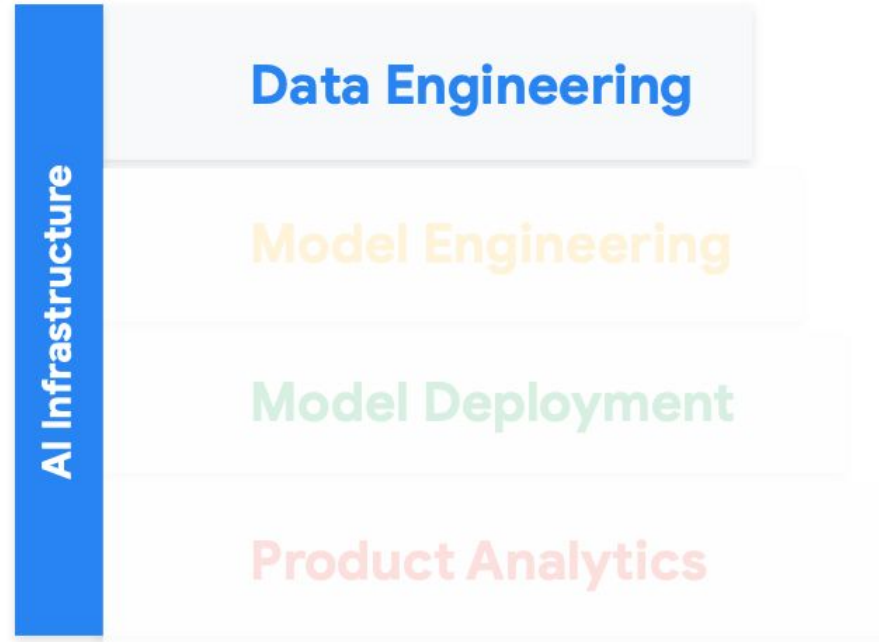 AI Infrastructure
Data Engineering
Model Engineering
Model Deployment
Product Analytics